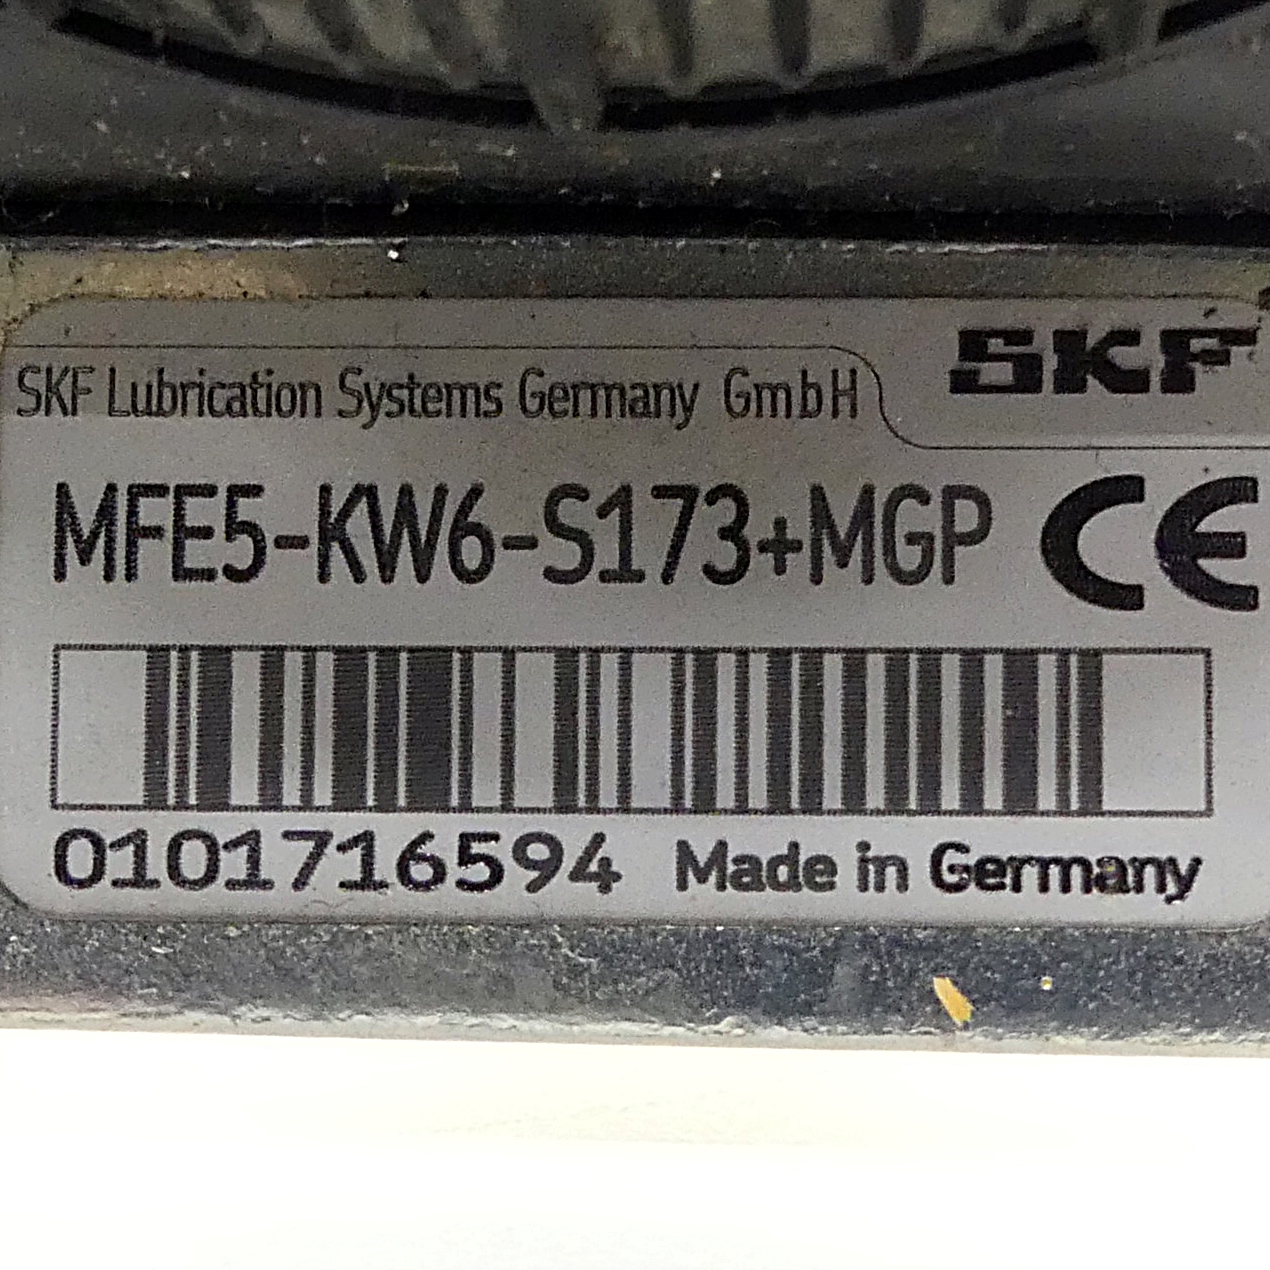 SKF
SKF Lubrication Systems Germany GmbH
MFE5-KW6-S173+MGP CE
0101716594 Made in Germany